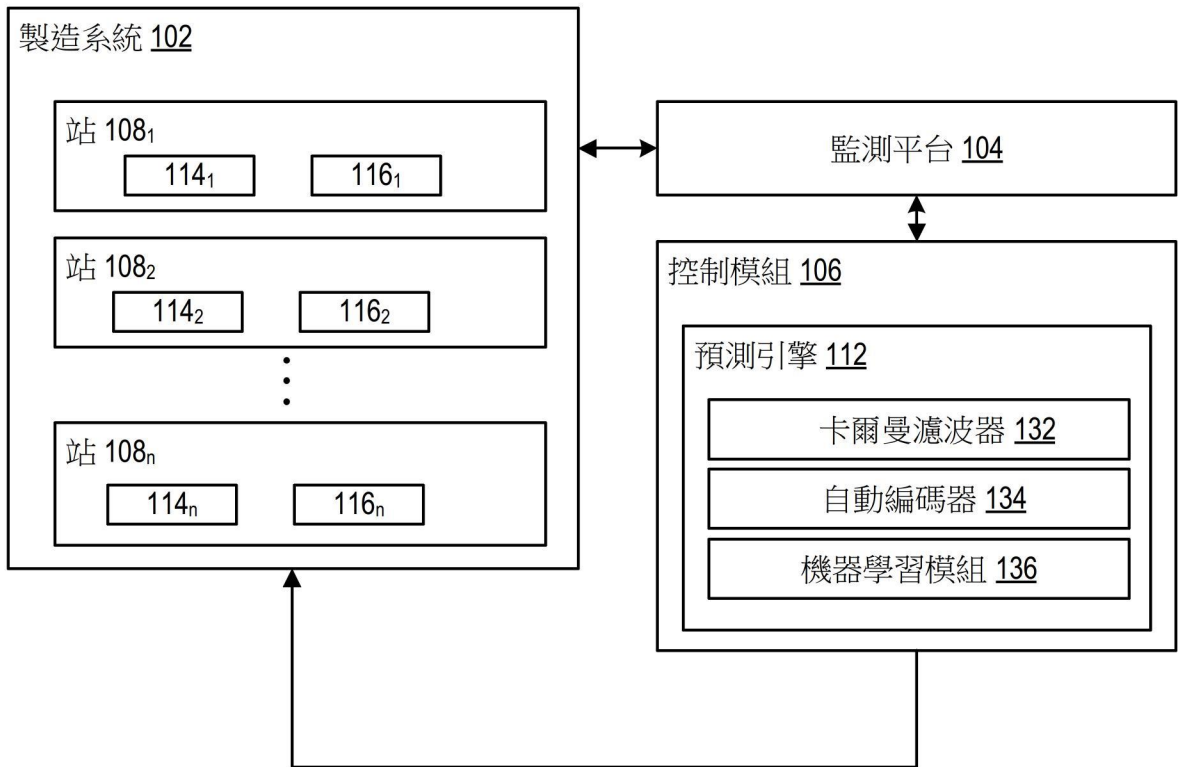 製造系統 102
站 108₁
114₁ 116₁
站 108₂
114₂ 116₂
站 108ₙ
114ₙ 116ₙ
監測平台 104
控制模組 106
預測引擎 112
卡爾曼濾波器 132
自動編碼器 134
機器學習模組 136